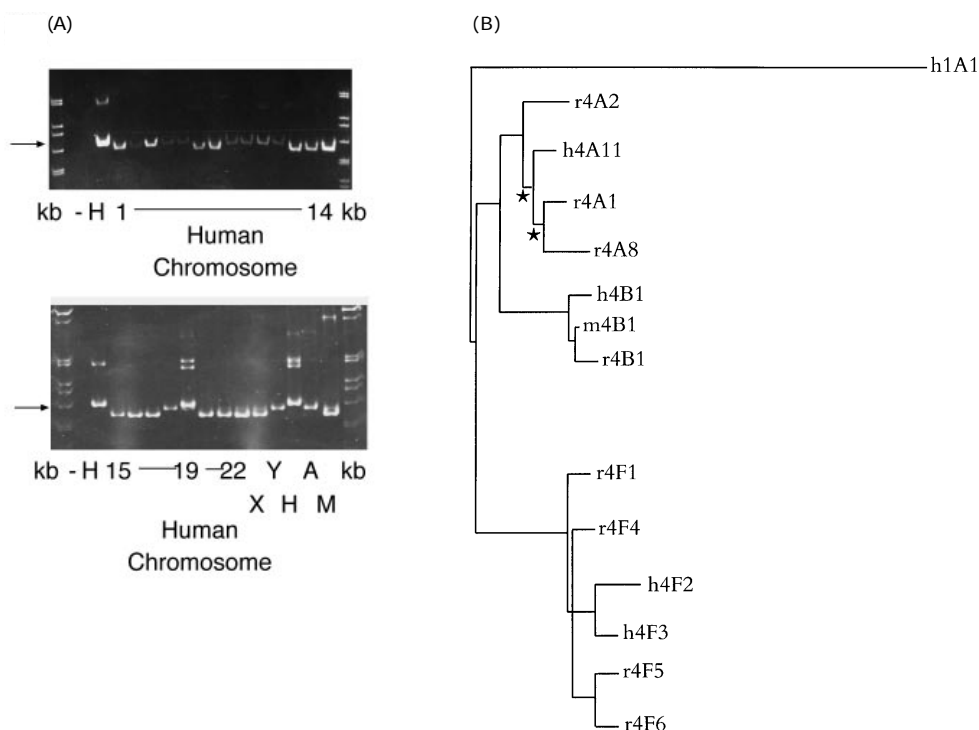 (A)
kb - H 1 14 kb
Human
Chromosome
kb - H 15 19 22 Y A kb
X H M
Human
Chromosome
(B)
h1A1
r4A2
h4A11
r4A1
r4A8
h4B1
m4B1
r4B1
r4F1
r4F4
h4F2
h4F3
r4F5
r4F6